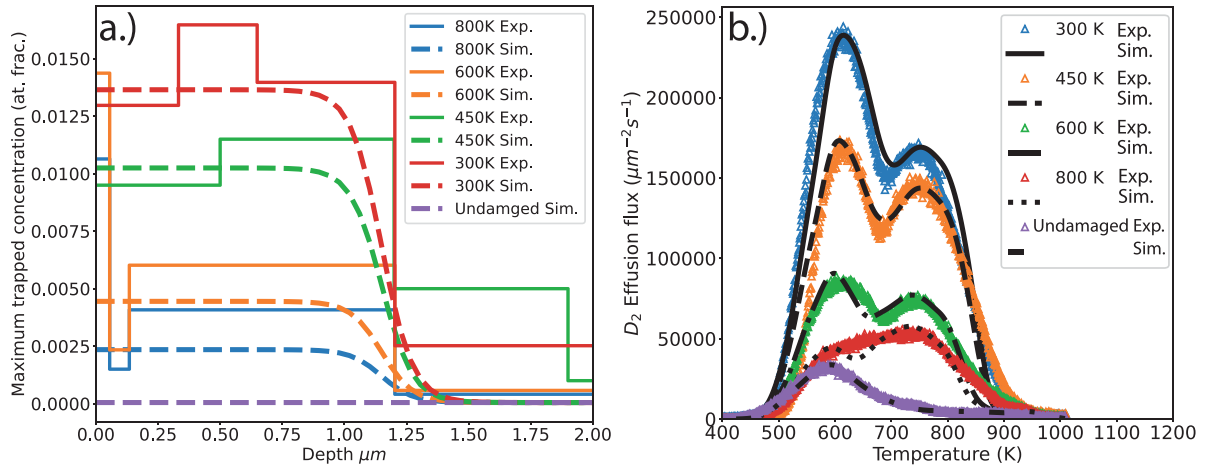 a.)
Maximum trapped concentration (at. frac.)
0.0150
0.0125
0.0100
0.0075
0.0050
0.0025
0.0000
800K Exp.
800K Sim.
600K Exp.
600K Sim.
450K Exp.
450K Sim.
300K Exp.
300K Sim.
Undamged Sim.
0.00 0.25 0.50 0.75 1.00 1.25 1.50 1.75 2.00
Depth μm
b.)
D₂ Effusion flux (μm⁻²s⁻¹)
250000
200000
150000
100000
50000
0
300 K Exp.
Sim.
450 K Exp.
Sim.
600 K Exp.
Sim.
800 K Exp.
Sim.
Undamaged Exp.
Sim.
400 500 600 700 800 900 1000 1100 1200
Temperature (K)